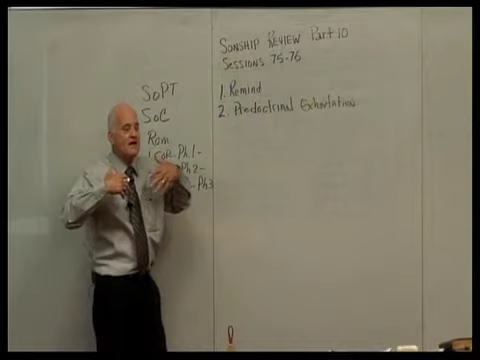 SONSHIP REVIEW Part 10
Sessions 75-76
1. Remind
2. Predoctrinal Exhortation
SoPT
SoC
Rom
1 COR - Ph.1-
Ph2-
- Ph3